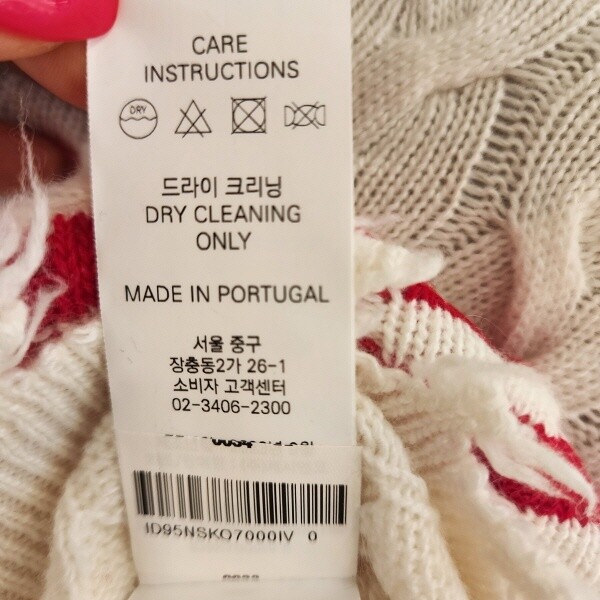 CARE
INSTRUCTIONS
DRY
드라이 크리닝
DRY CLEANING
ONLY
MADE IN PORTUGAL
서울 중구
장충동2가 26-1
소비자 고객센터
02-3406-2300
ID95NSKO7000IV 0